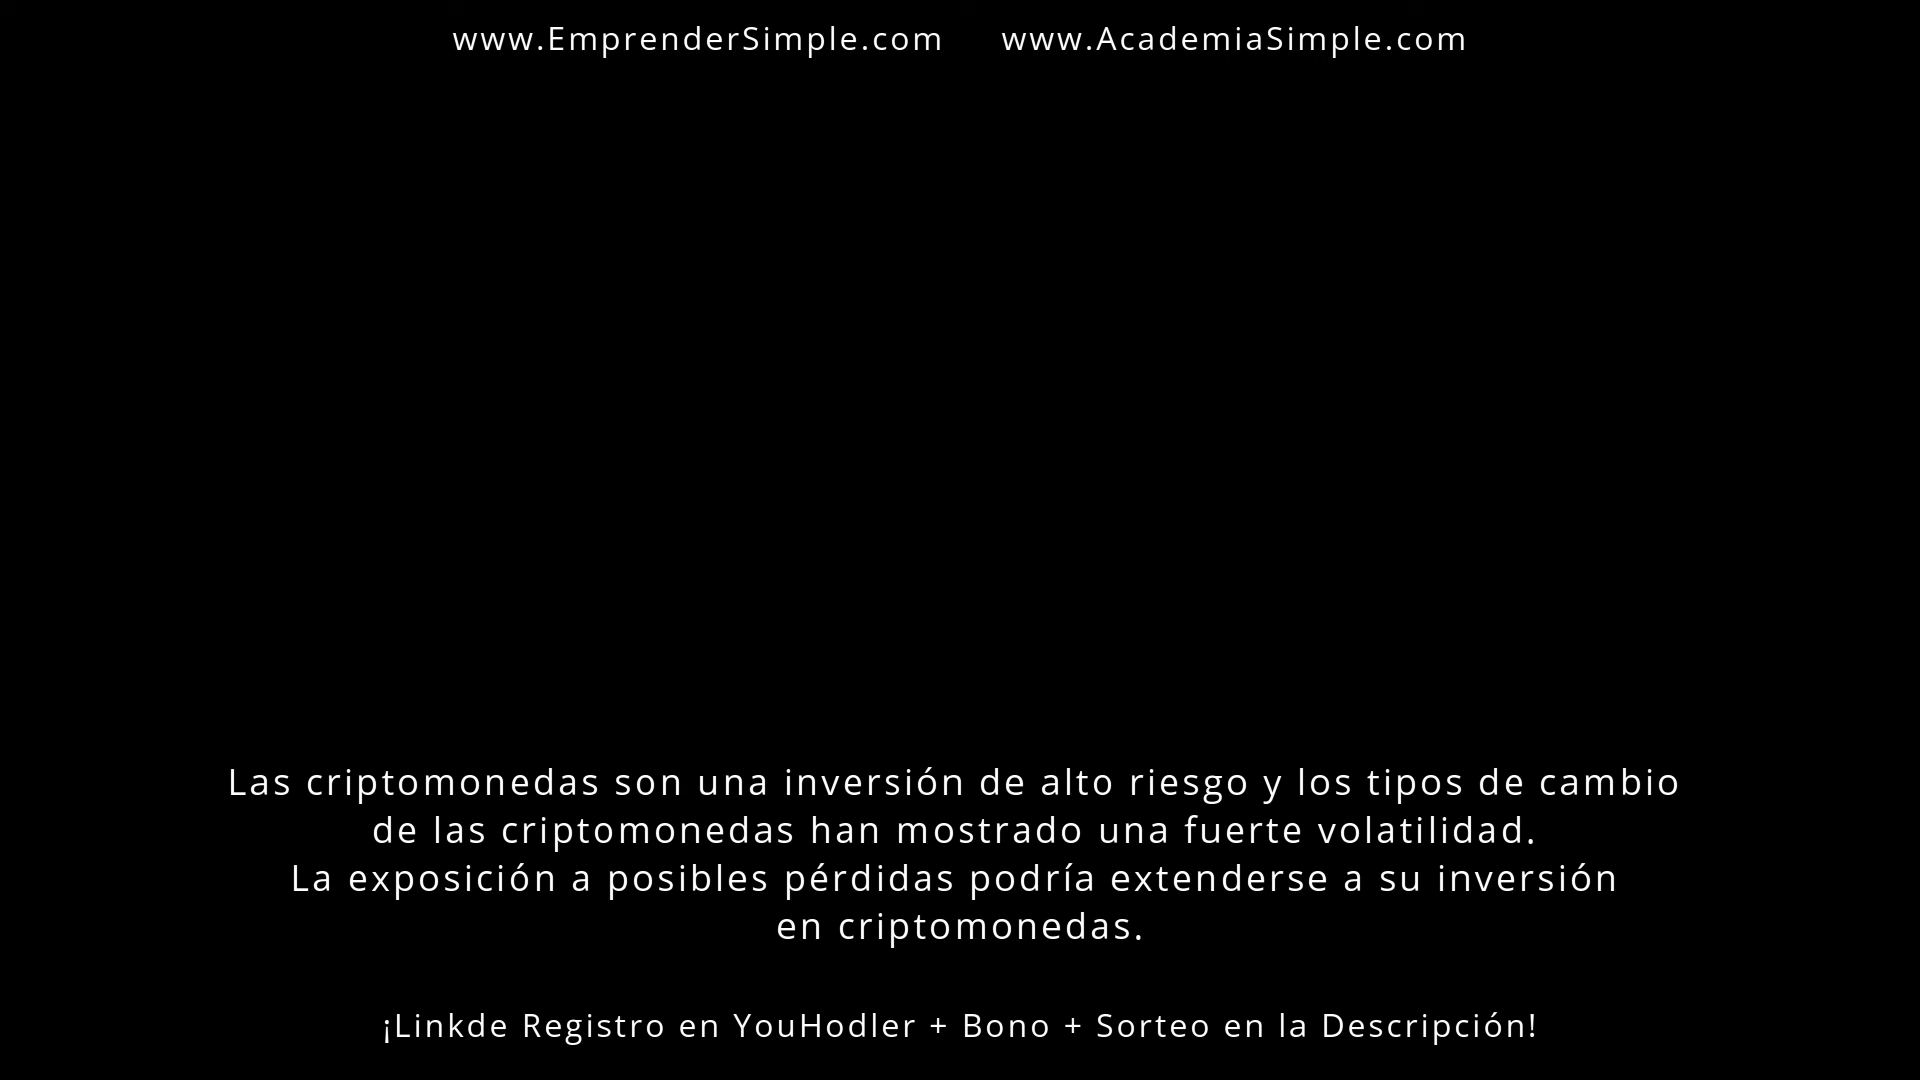 www.EmprenderSimple.com www.AcademiaSimple.com
Las criptomonedas son una inversión de alto riesgo y los tipos de cambio
de las criptomonedas han mostrado una fuerte volatilidad.
La exposición a posibles pérdidas podría extenderse a su inversión
en criptomonedas.
¡Linkde Registro en YouHodler + Bono + Sorteo en la Descripción!